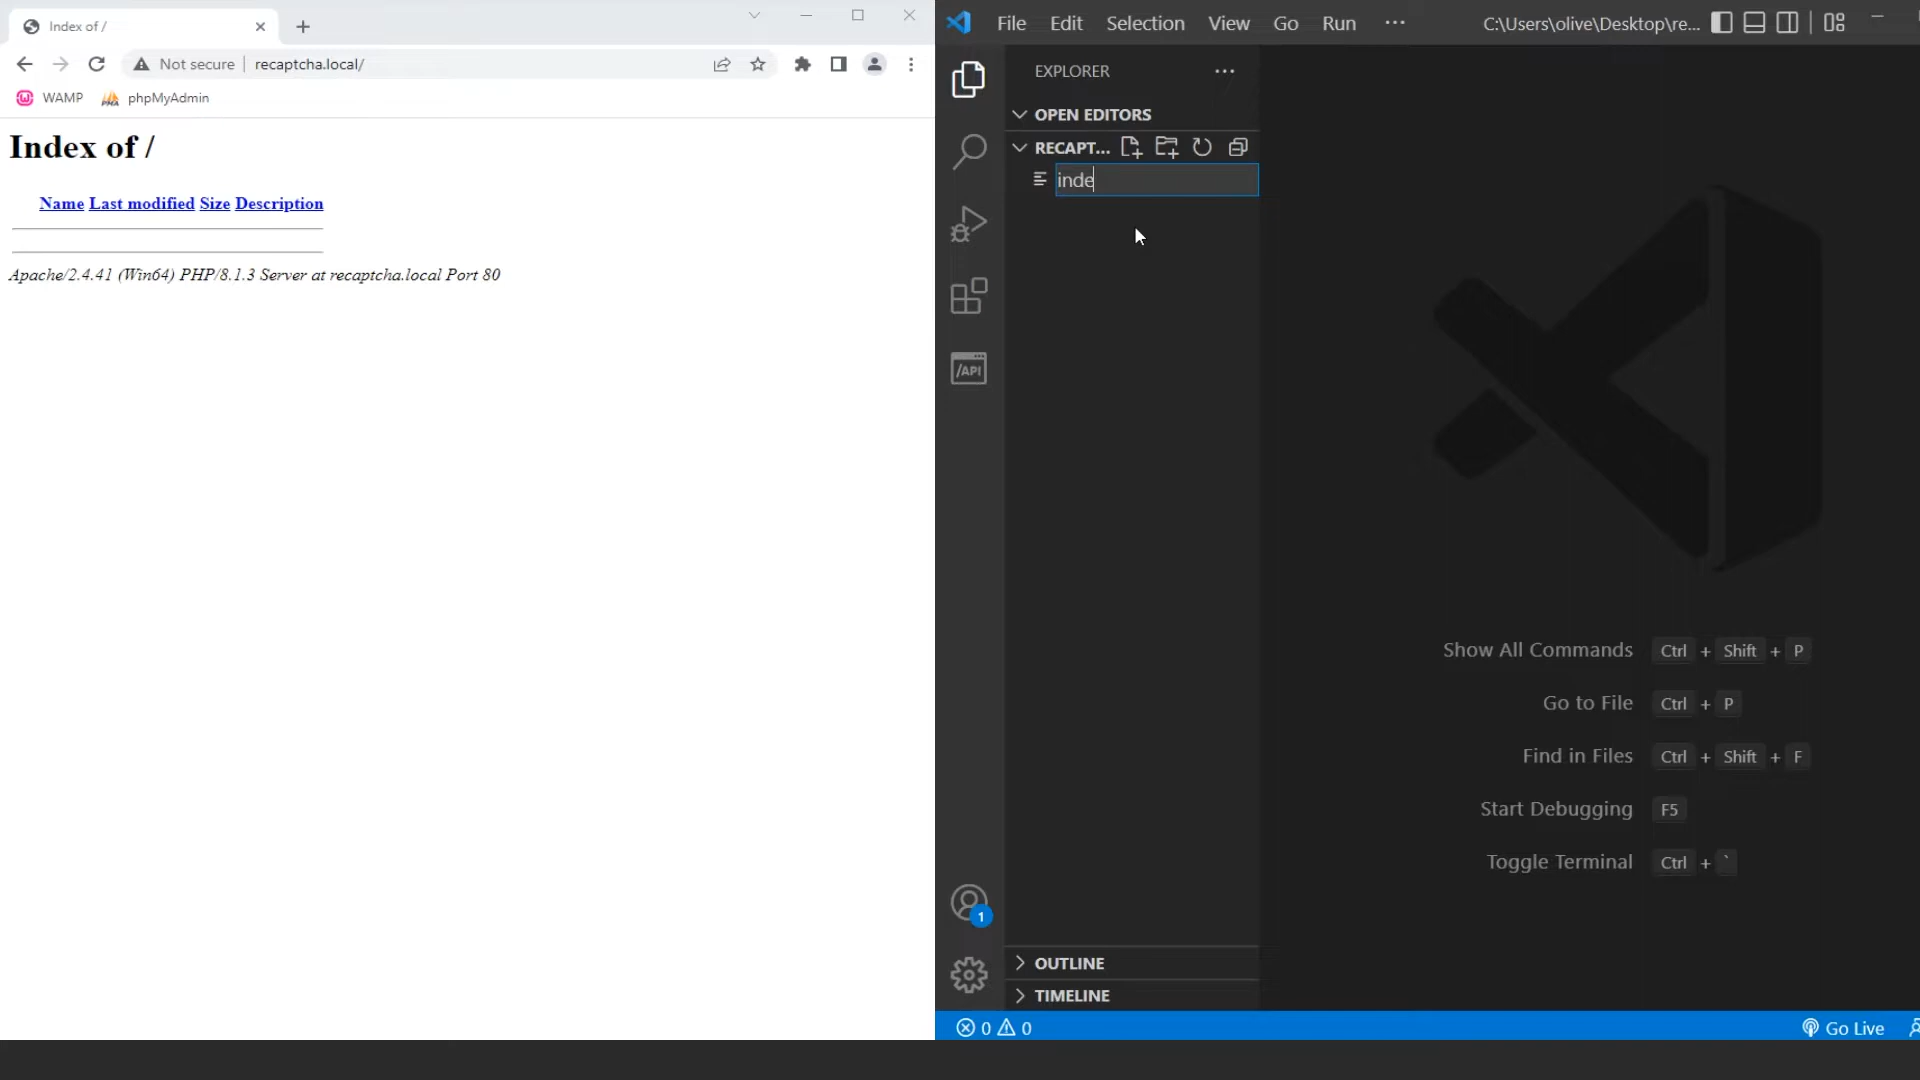 Index of /
Not secure recaptcha.local/
WAMP phpMyAdmin
Index of /
Name Last modified Size Description
Apache/2.4.41 (Win64) PHP/8.1.3 Server at recaptcha.local Port 80
File Edit Selection View Go Run ··· C:\Users\olive\Desktop\re...
EXPLORER
OPEN EDITORS
RECAPT...
inde
/API
Show All Commands Ctrl + Shift + P
Go to File Ctrl + P
Find in Files Ctrl + Shift + F
Start Debugging F5
Toggle Terminal Ctrl + `
1
OUTLINE
TIMELINE
0 0 Go Live